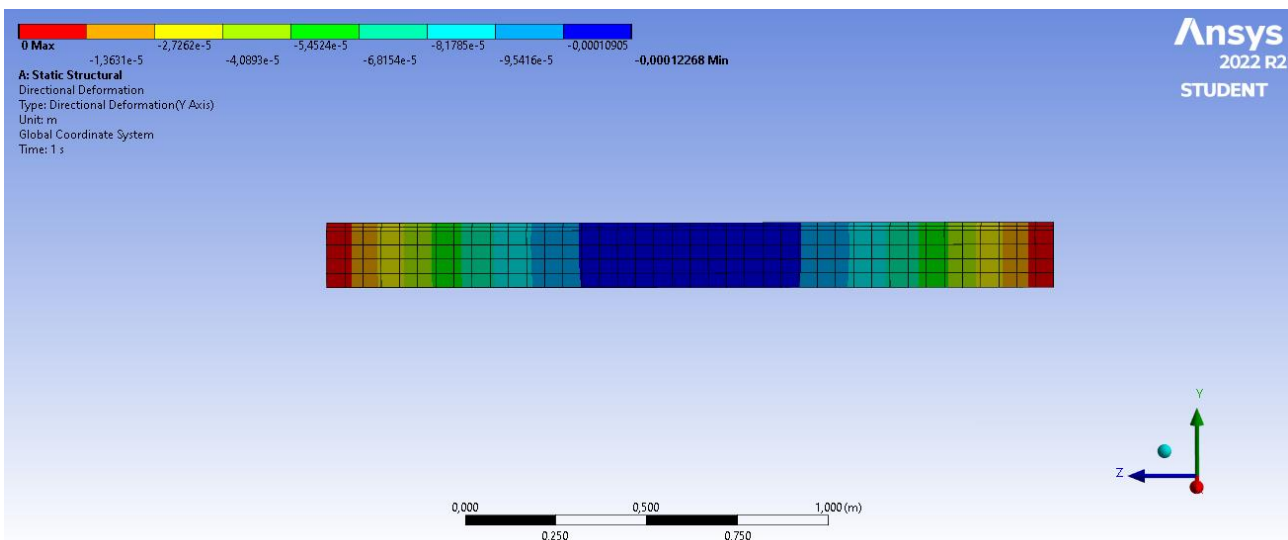 0 Max
-2,7262e-5
-5,4524e-5
-8,1785e-5
-0,00010905
-1,3631e-5
-4,0893e-5
-6,8154e-5
-9,5416e-5
-0,00012268 Min
A: Static Structural
Directional Deformation
Type: Directional Deformation(Y Axis)
Unit: m
Global Coordinate System
Time: 1 s
Ansys
2022 R2
STUDENT
Y
Z
0,000
0,500
1,000 (m)
0,250
0,750